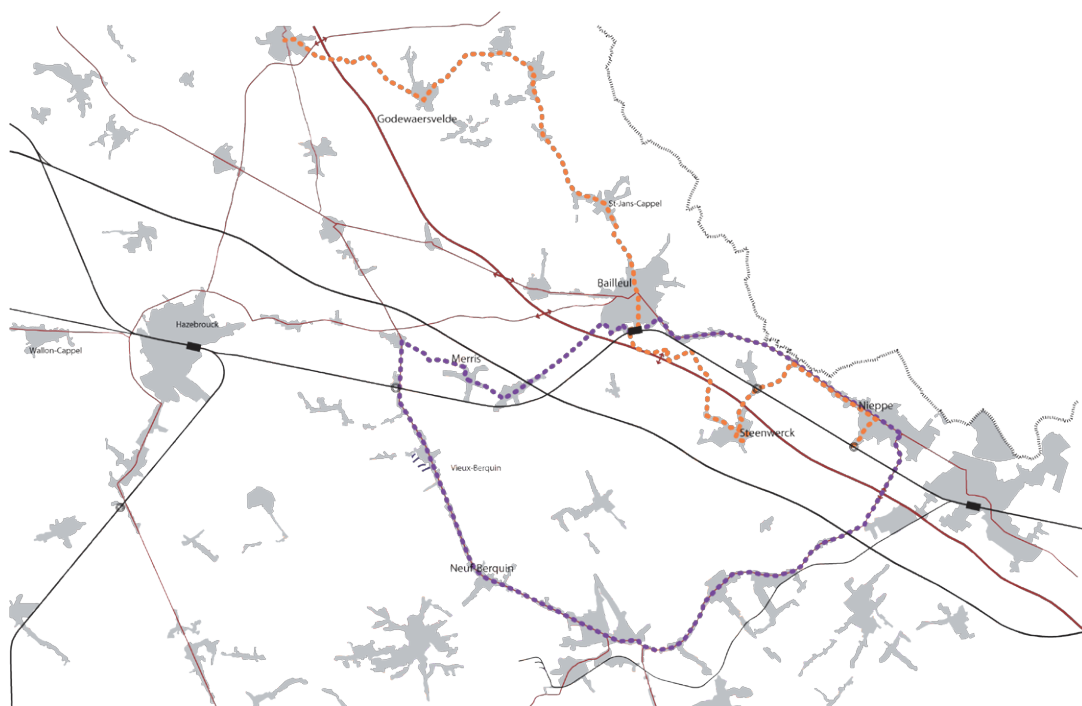 Godewaersvelde
St-Jans-Cappel
Bailleul
Hazebrouck
Wallon-Cappel
Merris
Nieppe
Steenwerck
Vieux-Berquin
Neuf Berquin